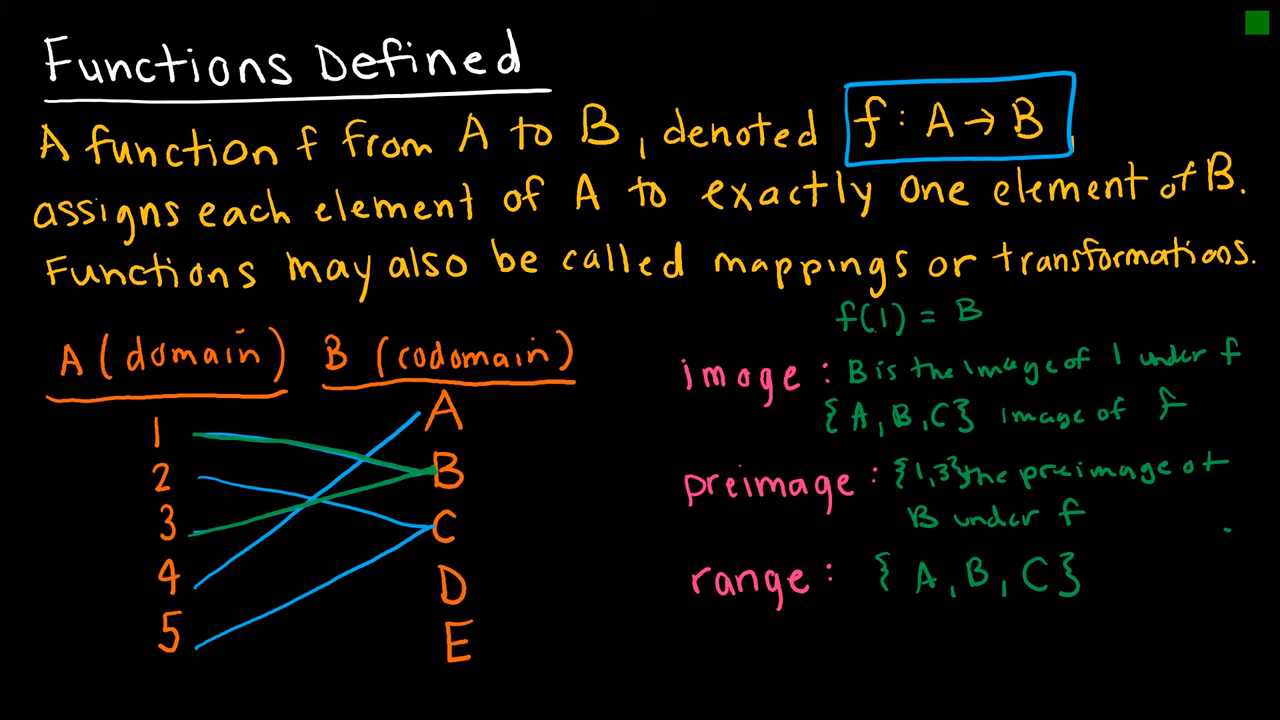 Functions Defined
A function f from A to B, denoted f : A → B,
assigns each element of A to exactly one element of B.
Functions may also be called mappings or transformations.
A (domain) B (codomain)
1 A
2 B
3 C
4 D
5 E
f(1) = B
image : B is the image of 1 under f
{A, B, C} image of f
preimage : {1,3} the preimage of
B under f
range : {A, B, C}